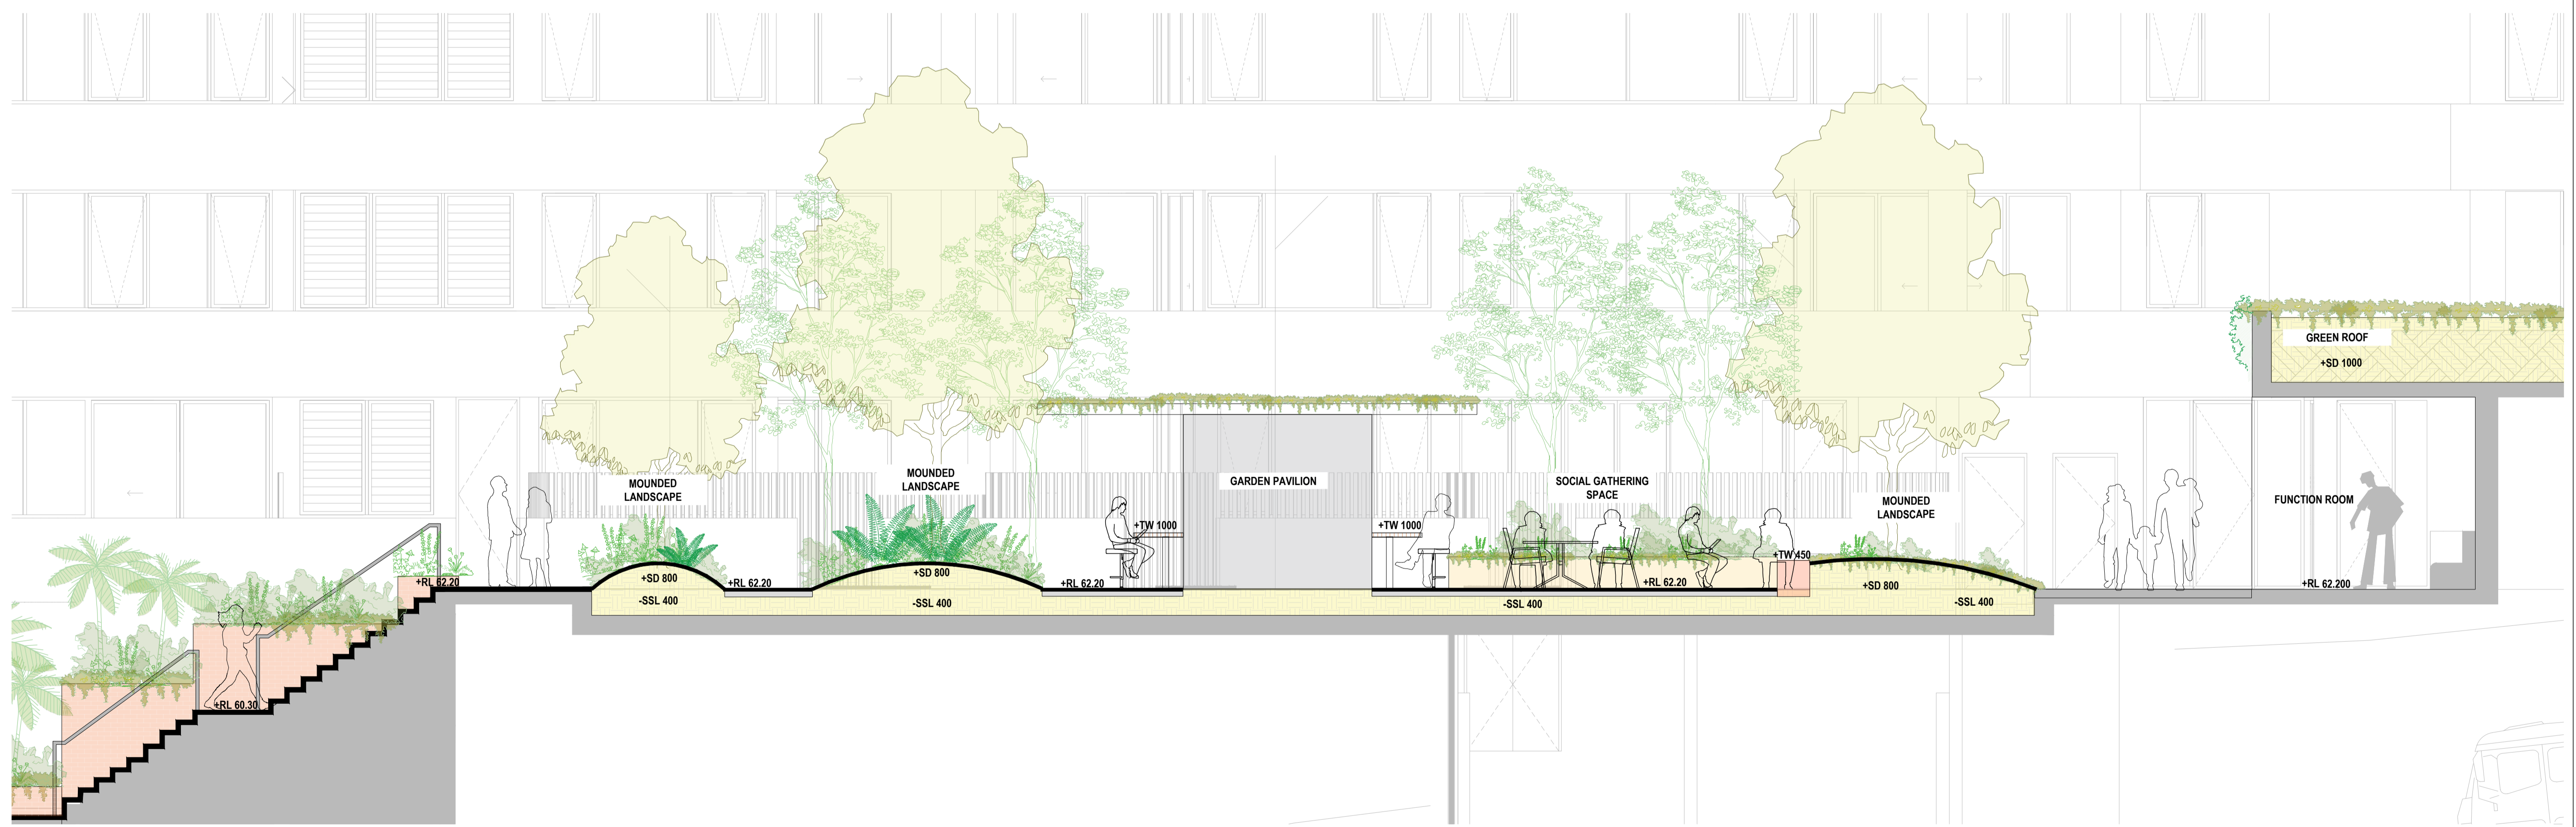 GREEN ROOF
+SD 1000
MOUNDED
LANDSCAPE
MOUNDED
LANDSCAPE
GARDEN PAVILION
SOCIAL GATHERING
SPACE
MOUNDED
LANDSCAPE
FUNCTION ROOM
+TW 1000
+TW 1000
+TW 450
+RL 62.20
+SD 800
+RL 62.20
+SD 800
+RL 62.20
+RL 62.20
+SD 800
+RL 62.200
-SSL 400
-SSL 400
-SSL 400
-SSL 400
+RL 60.30